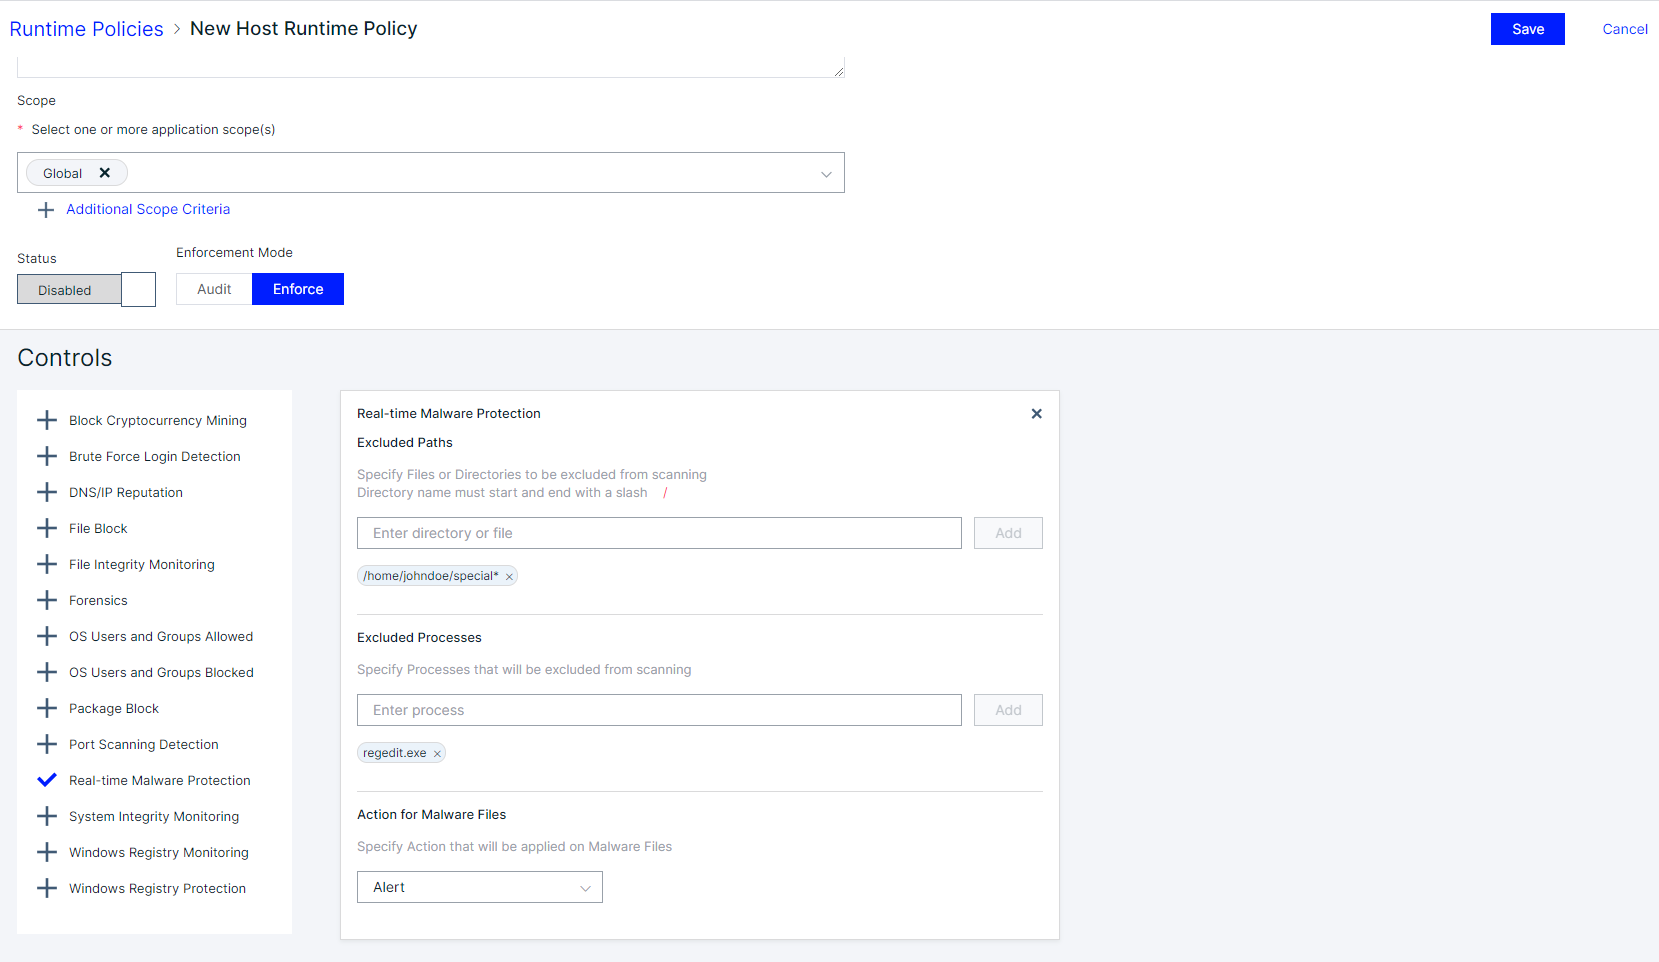 Runtime Policies > New Host Runtime Policy
Save
Cancel
Scope
* Select one or more application scope(s)
Global
Additional Scope Criteria
Status
Enforcement Mode
Disabled
Audit
Enforce
Controls
Block Cryptocurrency Mining
Brute Force Login Detection
DNS/IP Reputation
File Block
File Integrity Monitoring
Forensics
OS Users and Groups Allowed
OS Users and Groups Blocked
Package Block
Port Scanning Detection
Real-time Malware Protection
System Integrity Monitoring
Windows Registry Monitoring
Windows Registry Protection
Real-time Malware Protection
Excluded Paths
Specify Files or Directories to be excluded from scanning
Directory name must start and end with a slash /
Enter directory or file
Add
/home/johndoe/special*
Excluded Processes
Specify Processes that will be excluded from scanning
Enter process
Add
regedit.exe
Action for Malware Files
Specify Action that will be applied on Malware Files
Alert